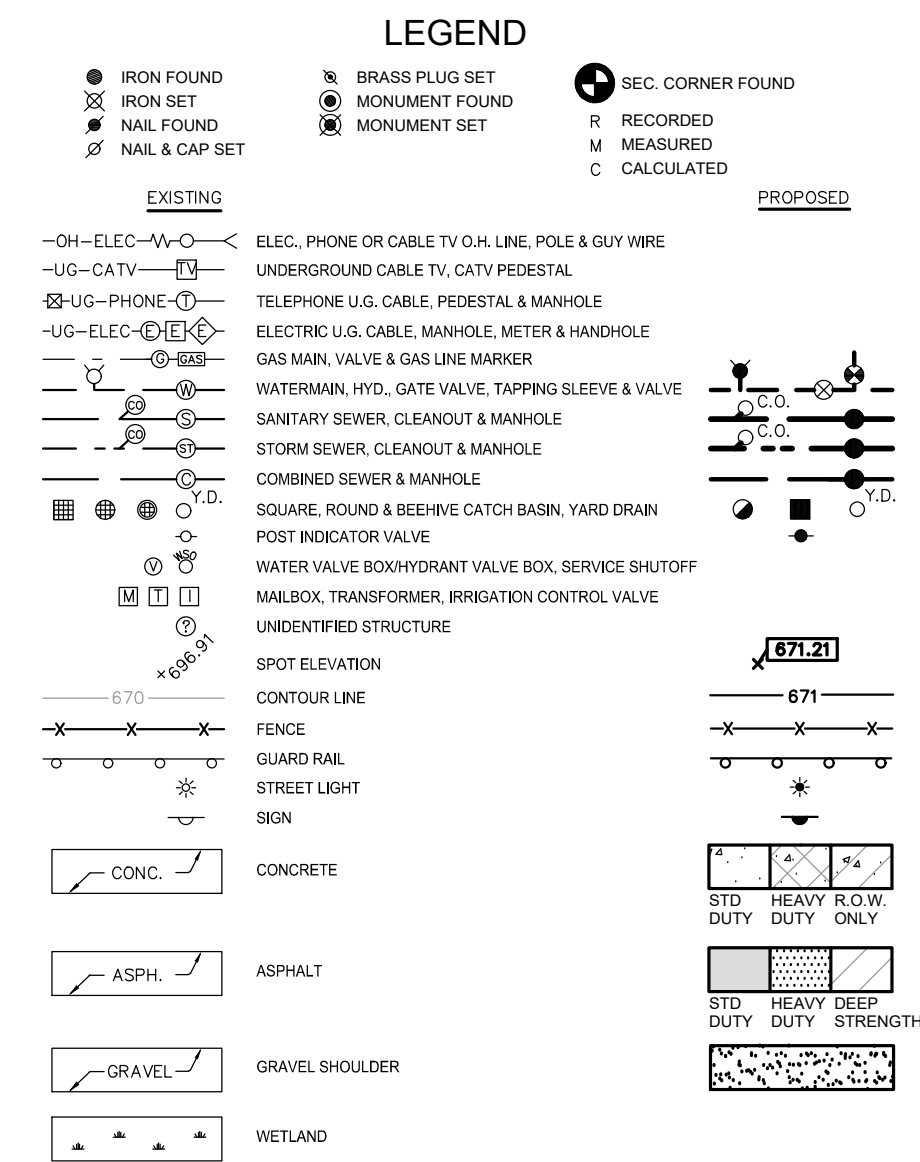 LEGEND
IRON FOUND BRASS PLUG SET SEC. CORNER FOUND
IRON SET MONUMENT FOUND
NAIL FOUND MONUMENT SET R RECORDED
NAIL & CAP SET M MEASURED
C CALCULATED
EXISTING PROPOSED
OH-ELEC ELEC., PHONE OR CABLE TV O.H. LINE, POLE & GUY WIRE
UG-CATV TV UNDERGROUND CABLE TV, CATV PEDESTAL
UG-PHONE T TELEPHONE U.G. CABLE, PEDESTAL & MANHOLE
UG-ELEC E E E ELECTRIC U.G. CABLE, MANHOLE, METER & HANDHOLE
G GAS GAS MAIN, VALVE & GAS LINE MARKER
W WATERMAIN, HYD., GATE VALVE, TAPPING SLEEVE & VALVE
CO S SANITARY SEWER, CLEANOUT & MANHOLE C.O.
CO ST STORM SEWER, CLEANOUT & MANHOLE C.O.
C COMBINED SEWER & MANHOLE
Y.D. SQUARE, ROUND & BEEHIVE CATCH BASIN, YARD DRAIN Y.D.
POST INDICATOR VALVE
V WSO WATER VALVE BOX/HYDRANT VALVE BOX, SERVICE SHUTOFF
M T I MAILBOX, TRANSFORMER, IRRIGATION CONTROL VALVE
? UNIDENTIFIED STRUCTURE
696.91 SPOT ELEVATION 671.21
670 CONTOUR LINE 671
FENCE
GUARD RAIL
STREET LIGHT
SIGN
CONC. CONCRETE
STD DUTY HEAVY DUTY R.O.W. ONLY
ASPH. ASPHALT
STD DUTY HEAVY DUTY DEEP STRENGTH
GRAVEL GRAVEL SHOULDER
WETLAND